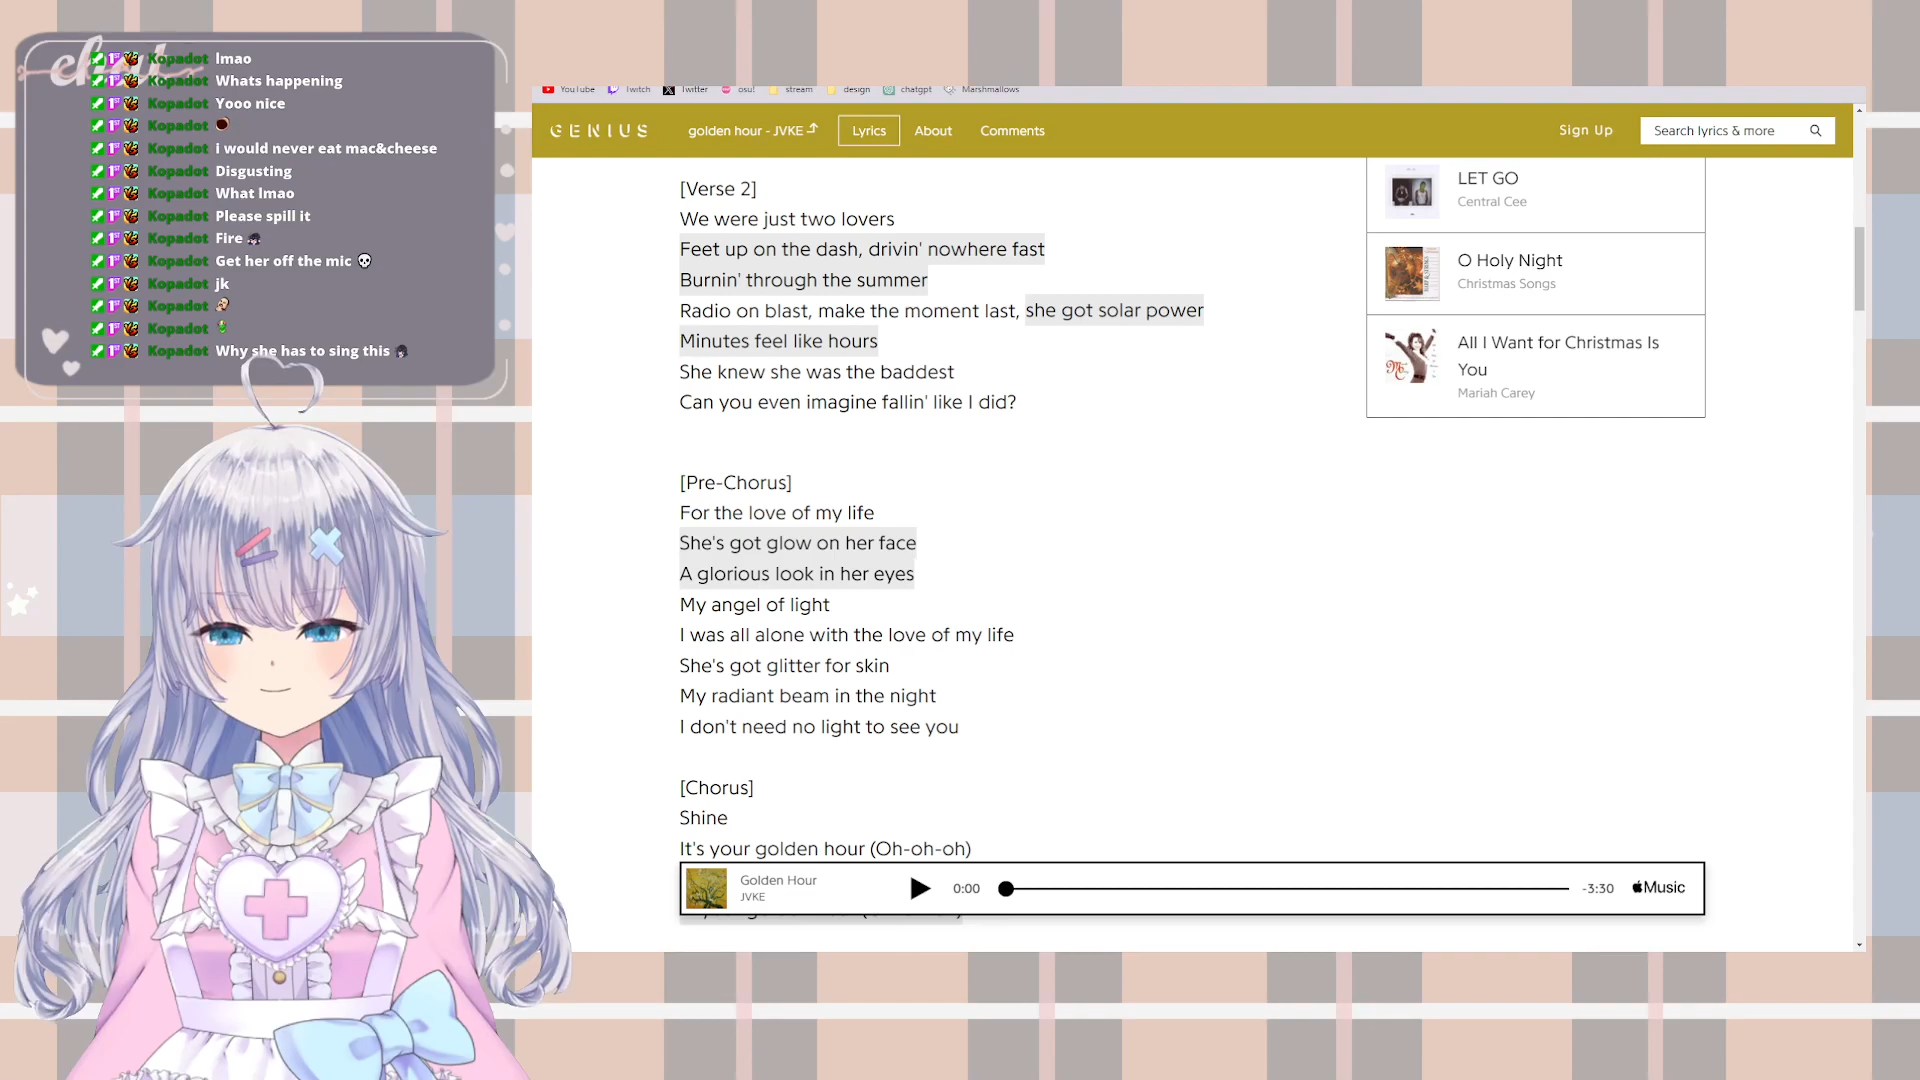 chat
Kopadot lmao
Kopadot Whats happening
Kopadot Yooo nice
Kopadot
Kopadot i would never eat mac&cheese
Kopadot Disgusting
Kopadot What lmao
Kopadot Please spill it
Kopadot Fire
Kopadot Get her off the mic 💀
Kopadot jk
Kopadot
Kopadot
Kopadot Why she has to sing this
YouTube Twitch Twitter osu! stream design chatgpt Marshmallows
GENIUS golden hour - JVKE Lyrics About Comments Sign Up Search lyrics & more
[Verse 2]
We were just two lovers
Feet up on the dash, drivin' nowhere fast
Burnin' through the summer
Radio on blast, make the moment last, she got solar power
Minutes feel like hours
She knew she was the baddest
Can you even imagine fallin' like I did?
[Pre-Chorus]
For the love of my life
She's got glow on her face
A glorious look in her eyes
My angel of light
I was all alone with the love of my life
She's got glitter for skin
My radiant beam in the night
I don't need no light to see you
[Chorus]
Shine
It's your golden hour (Oh-oh-oh)
LET GO
Central Cee
O Holy Night
Christmas Songs
All I Want for Christmas Is
You
Mariah Carey
Golden Hour
JVKE
0:00
-3:30
Music